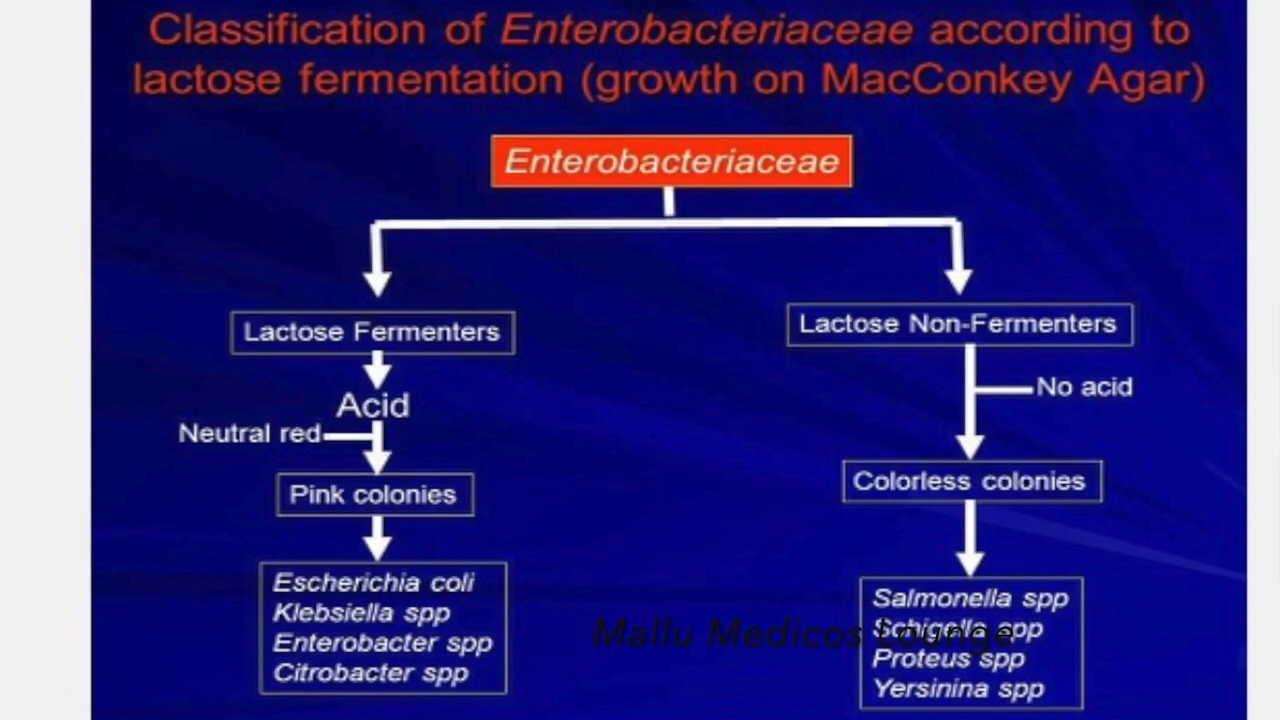 Classification of Enterobacteriaceae according to
lactose fermentation (growth on MacConkey Agar)
Enterobacteriaceae
Lactose Fermenters
Lactose Non-Fermenters
No acid
Acid
Neutral red
Pink colonies
Colorless colonies
Escherichia coli
Klebsiella spp
Enterobacter spp
Citrobacter spp
Salmonella spp
spp
Proteus spp
Yersinina spp
Mallu Medicos Lounge